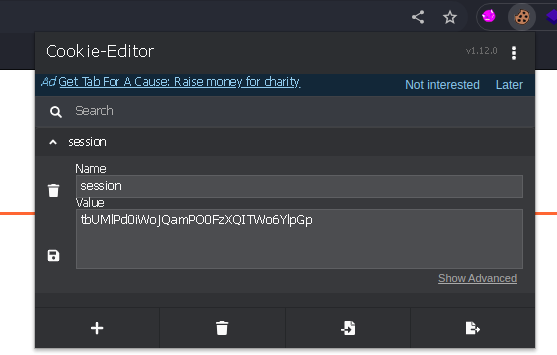 Cookie-Editor
v1.12.0
Ad Get Tab For A Cause: Raise money for charity
Not interested
Later
Search
session
Name
session
Value
tbUMlPd0iWoJQamPO0FzXQITWo6YlpGp
Show Advanced